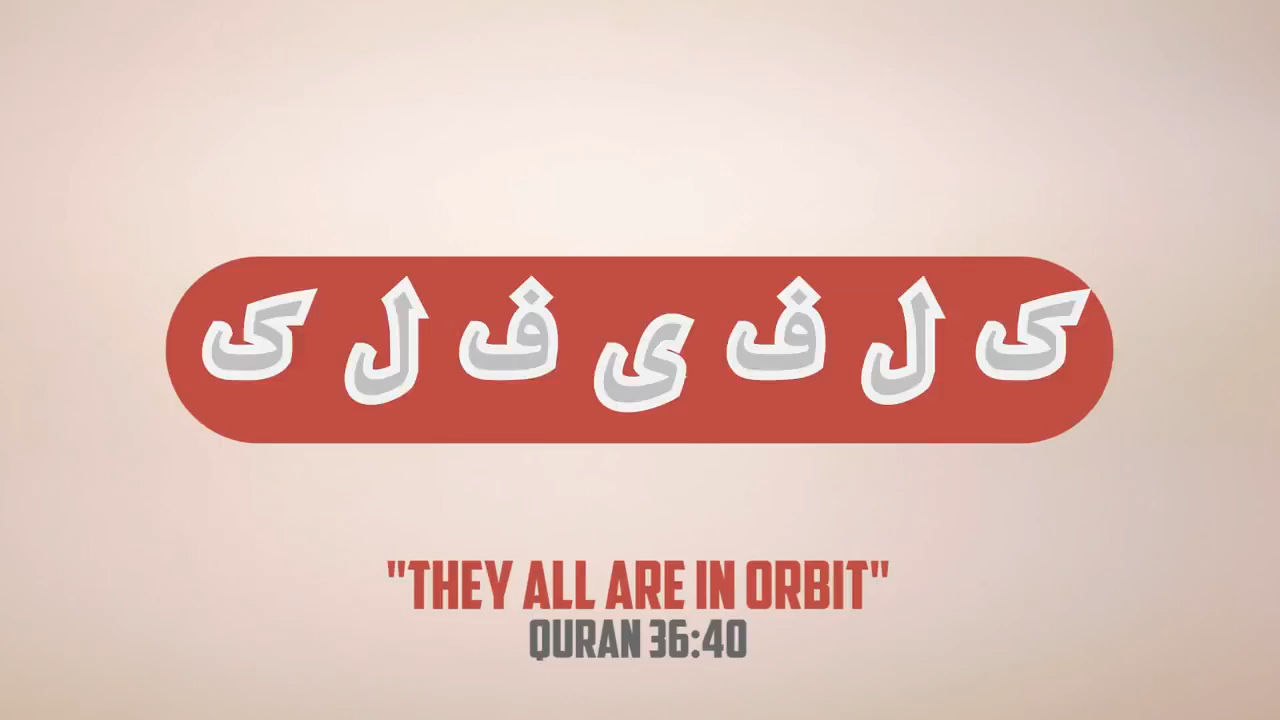 ک ل ف ی ف ل ک
"THEY ALL ARE IN ORBIT"
QURAN 36:40